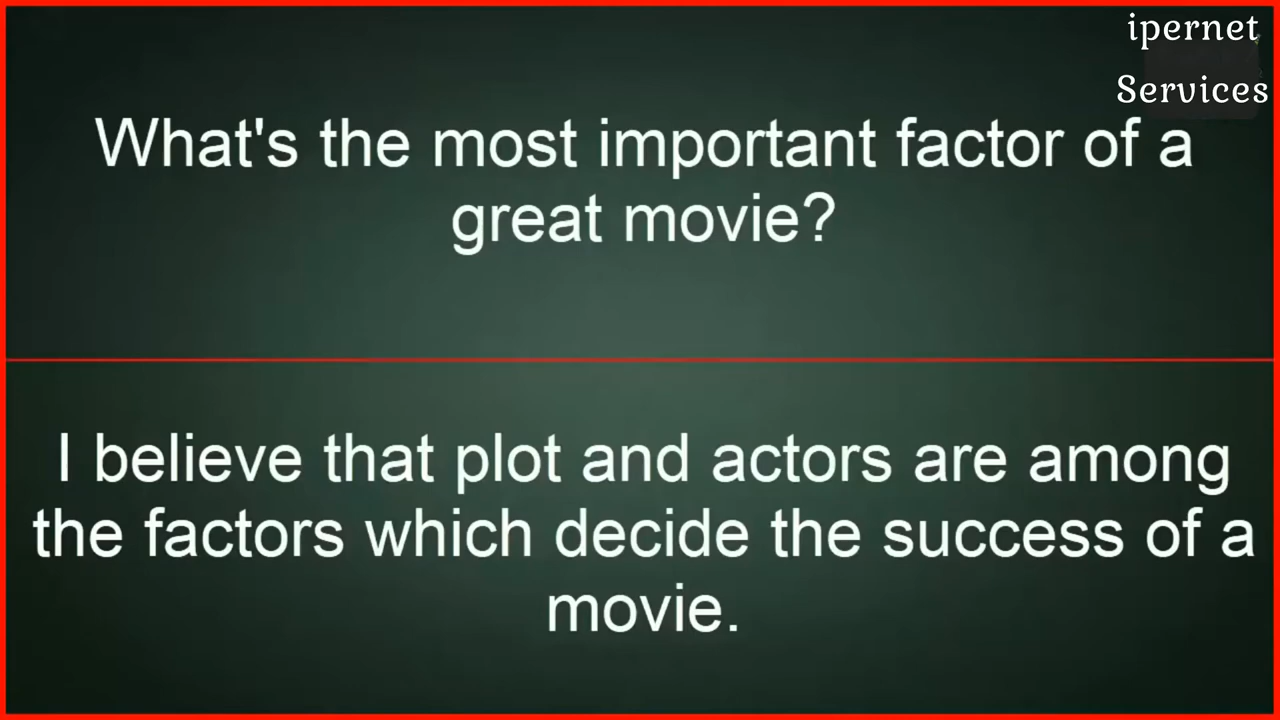 ipernet
Services
What's the most important factor of a
great movie?
I believe that plot and actors are among
the factors which decide the success of a
movie.